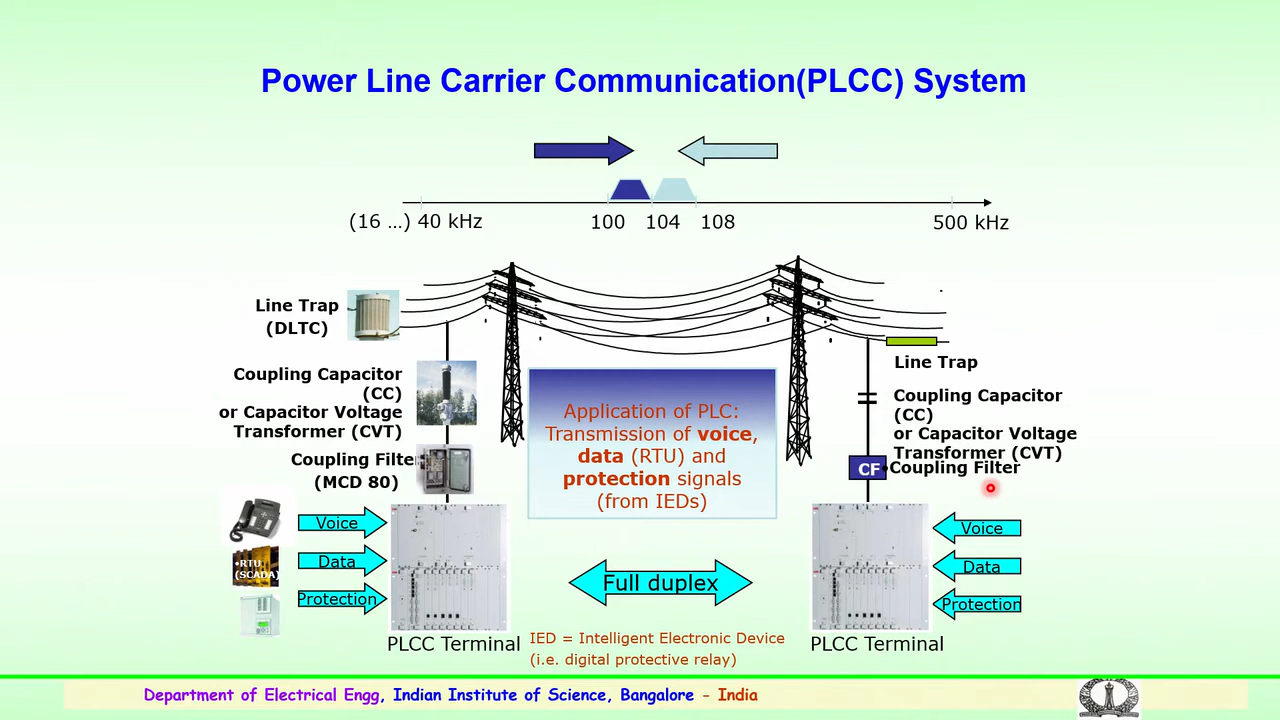 Power Line Carrier Communication(PLCC) System
(16 ...) 40 kHz
100
104
108
500 kHz
Line Trap
(DLTC)
Coupling Capacitor
(CC)
or Capacitor Voltage
Transformer (CVT)
Coupling Filter
(MCD 80)
Application of PLC:
Transmission of voice,
data (RTU) and
protection signals
(from IEDs)
Line Trap
Coupling Capacitor
(CC)
or Capacitor Voltage
Transformer (CVT)
CF
•Coupling Filter
Voice
•RTU
(SCADA)
Data
Protection
Full duplex
Voice
Data
Protection
PLCC Terminal
IED = Intelligent Electronic Device
(i.e. digital protective relay)
PLCC Terminal
Department of Electrical Engg, Indian Institute of Science, Bangalore - India